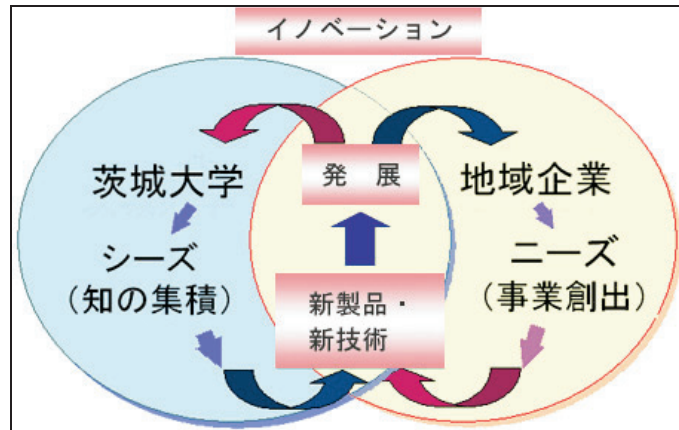 イノベーション
茨城大学
シーズ
（知の集積）
発　展
新製品・
新技術
地域企業
ニーズ
（事業創出）